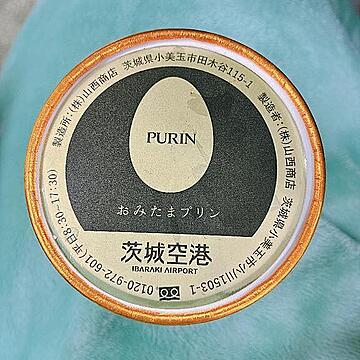 PURIN
おみたまプリン
茨城空港
IBARAKI AIRPORT
製造所:(株)山西商店 茨城県小美玉市田木谷115-1
製造者:(株)山西商店 茨城県小美玉市小川1503-1
0120-972-601(平日8:30~17:30)